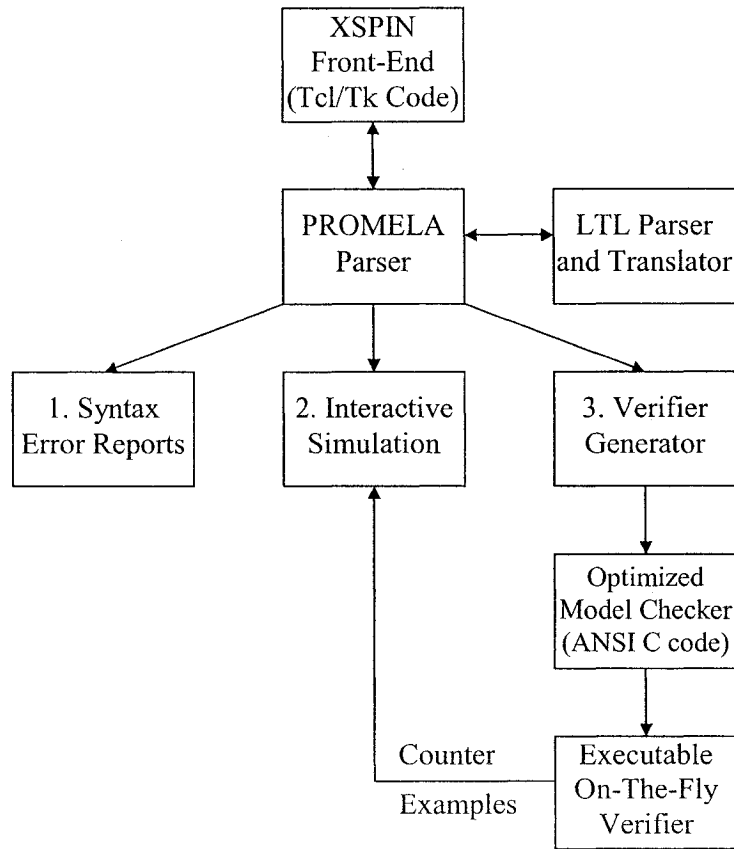 XSPIN
Front-End
(Tcl/Tk Code)
PROMELA
Parser
LTL Parser
and Translator
1. Syntax
Error Reports
2. Interactive
Simulation
3. Verifier
Generator
Optimized
Model Checker
(ANSI C code)
Counter
Examples
Executable
On-The-Fly
Verifier